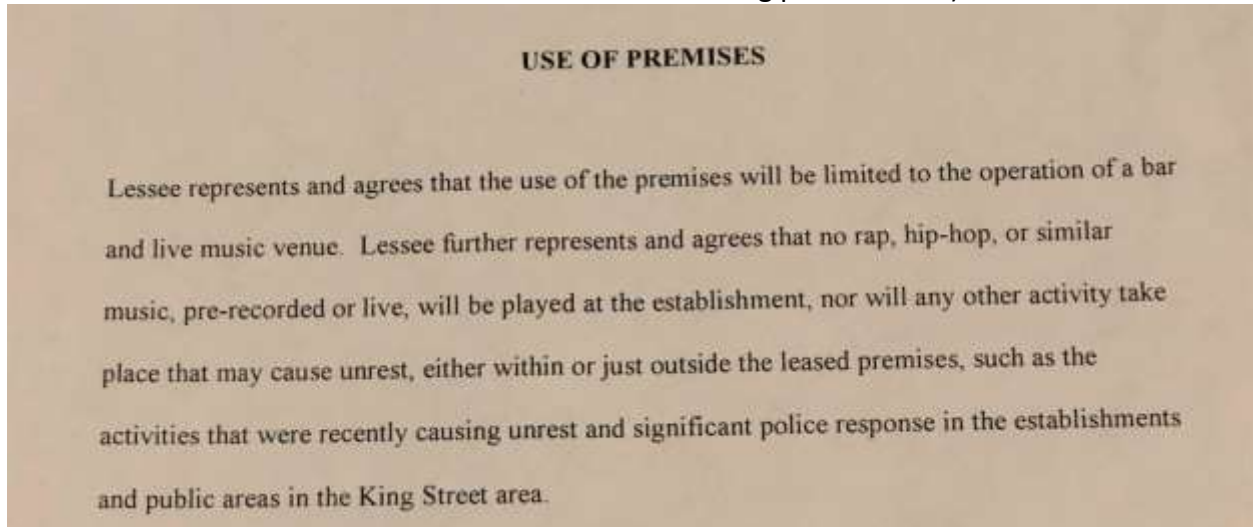 USE OF PREMISES
Lessee represents and agrees that the use of the premises will be limited to the operation of a bar
and live music venue. Lessee further represents and agrees that no rap, hip-hop, or similar
music, pre-recorded or live, will be played at the establishment, nor will any other activity take
place that may cause unrest, either within or just outside the leased premises, such as the
activities that were recently causing unrest and significant police response in the establishments
and public areas in the King Street area.